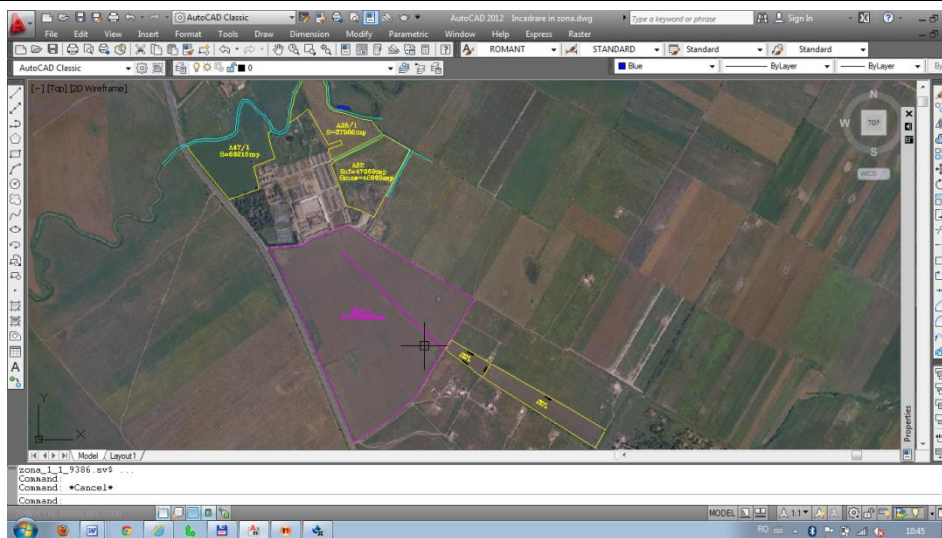 AutoCAD Classic
AutoCAD 2012 Incadrare in zona.dwg
Type a keyword or phrase
Sign In
File Edit View Insert Format Tools Draw Dimension Modify Parametric Window Help Express Raster
ROMANT
STANDARD
Standard
Standard
AutoCAD Classic
0
Blue
ByLayer
ByLayer
[−] [Top] [2D Wireframe]
N
W TOP
S
WCS
A47/1
Y
X
Properties
Model Layout1
zona_1_1_9386.sv$ ...
Command:
Command: *Cancel*
Command:
MODEL
1:1
RO
10:45